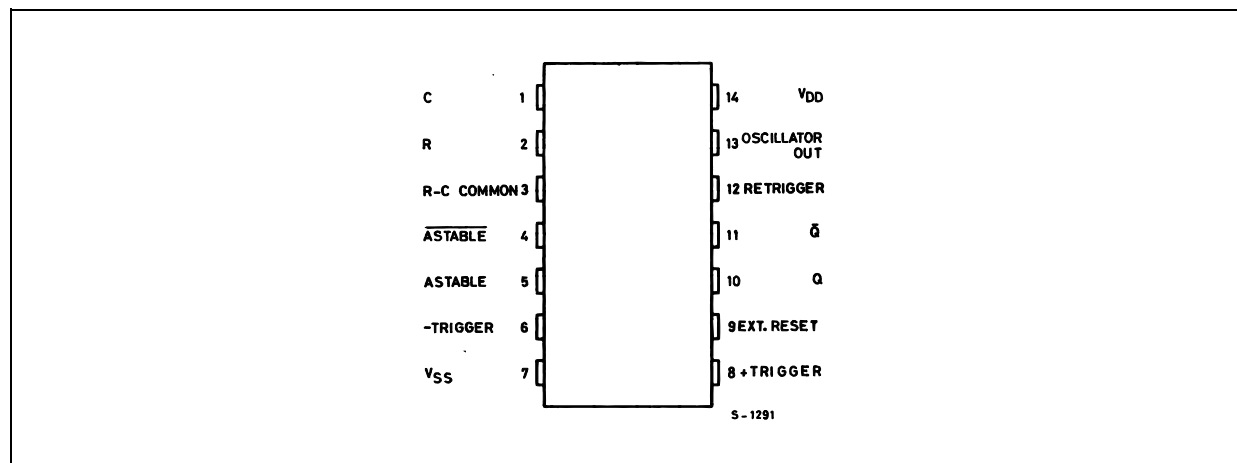 C 1 14 VDD
R 2 13 OSCILLATOR
OUT
R-C COMMON 3 12 RETRIGGER
A̅S̅T̅A̅B̅L̅E̅ 4 11 Q̅
ASTABLE 5 10 Q
-TRIGGER 6 9 EXT. RESET
VSS 7 8 +TRIGGER
S-1291